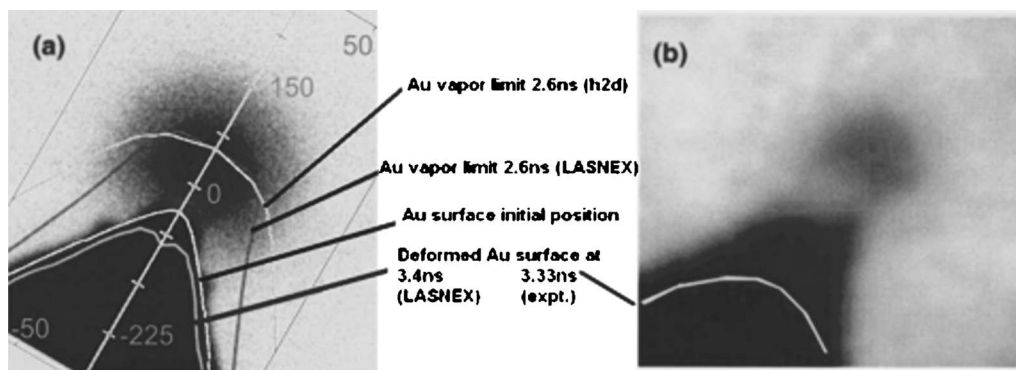 (a)
50
150
0
-50
-225
Au vapor limit 2.6ns (h2d)
Au vapor limit 2.6ns (LASNEX)
Au surface initial position
Deformed Au surface at
3.4ns 3.33ns
(LASNEX) (expt.)
(b)